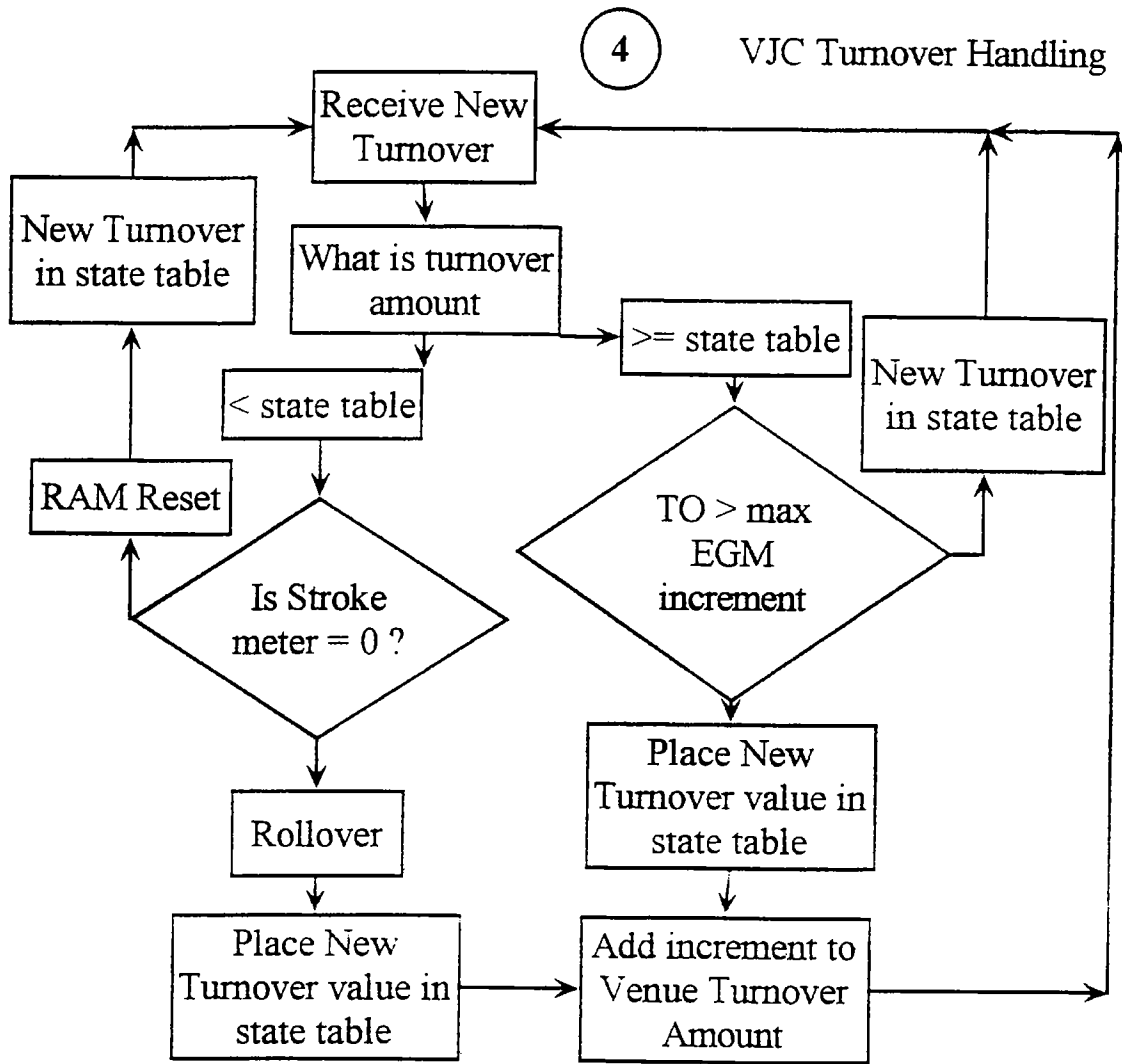 4
VJC Turnover Handling
Receive New
Turnover
New Turnover
in state table
What is turnover
amount
>= state table
New Turnover
in state table
< state table
RAM Reset
TO > max
EGM
increment
Is Stroke
meter = 0 ?
Place New
Turnover value in
state table
Rollover
Place New
Turnover value in
state table
Add increment to
Venue Turnover
Amount